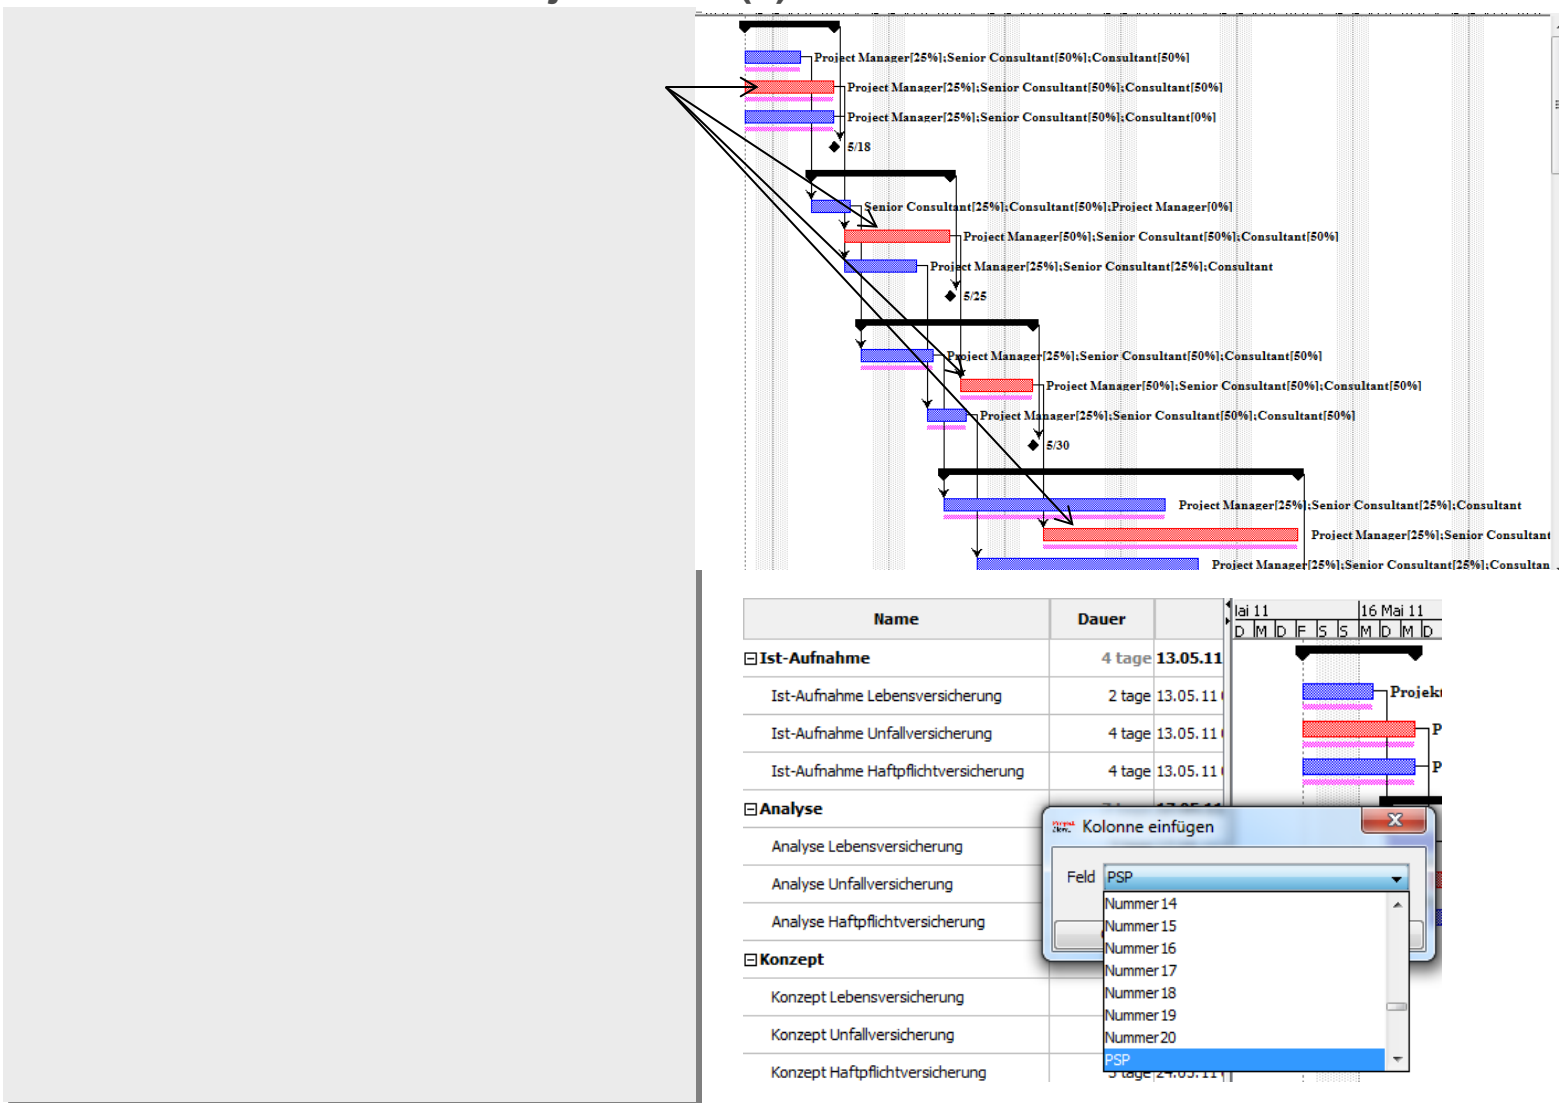 Project Manager[25%];Senior Consultant[50%];Consultant[50%]
Project Manager[25%];Senior Consultant[50%];Consultant[50%]
Project Manager[25%];Senior Consultant[50%];Consultant[0%]
5/18
Senior Consultant[25%];Consultant[50%];Project Manager[0%]
Project Manager[50%];Senior Consultant[50%];Consultant[50%]
Project Manager[25%];Senior Consultant[25%];Consultant
5/25
Project Manager[25%];Senior Consultant[50%];Consultant[50%]
Project Manager[50%];Senior Consultant[50%];Consultant[50%]
Project Manager[25%];Senior Consultant[50%];Consultant[50%]
5/30
Project Manager[25%];Senior Consultant[25%];Consultant
Project Manager[25%];Senior Consultant
Project Manager[25%];Senior Consultant[25%];Consultan
Name Dauer
lai 11 16 Mai 11
D M D F S S M D M D
Ist-Aufnahme 4 tage 13.05.11
Ist-Aufnahme Lebensversicherung 2 tage 13.05.11 Projekt
Ist-Aufnahme Unfallversicherung 4 tage 13.05.11 P
Ist-Aufnahme Haftpflichtversicherung 4 tage 13.05.11 P
Analyse
Kolonne einfügen
Analyse Lebensversicherung
Feld PSP
Analyse Unfallversicherung
Nummer14
Analyse Haftpflichtversicherung
Nummer15
Nummer16
Konzept
Nummer17
Konzept Lebensversicherung
Nummer18
Nummer19
Konzept Unfallversicherung
Nummer20
PSP
Konzept Haftpflichtversicherung